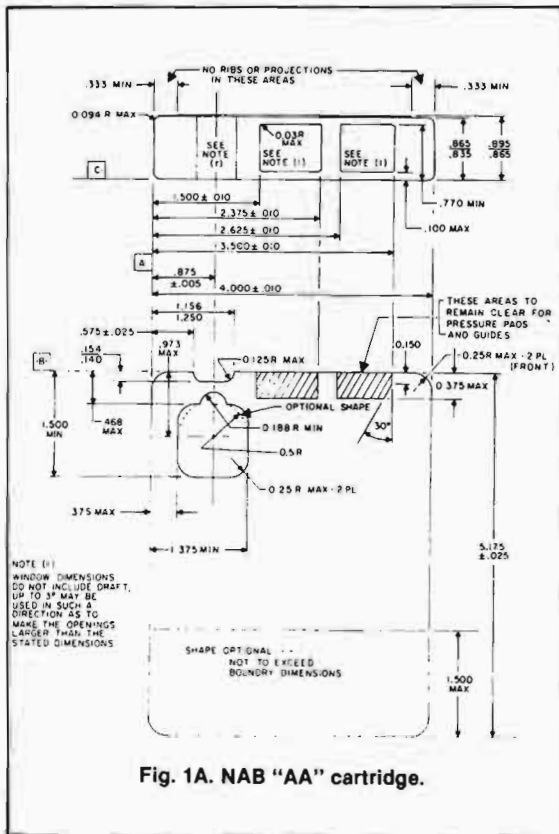 NO RIBS OR PROJECTIONS
IN THESE AREAS
.333 MIN
.333 MIN
0.094 R MAX
SEE
NOTE
(r)
0.03R
MAX
SEE
NOTE (1)
SEE
NOTE (1)
.865
.835
.895
.865
C
.770 MIN
1.500 ± .010
.100 MAX
2.375 ± .010
2.625 ± .010
3.500 ± .010
A
.875
±.005
4.000 ± .010
1.156
1.250
THESE AREAS TO
REMAIN CLEAR FOR
PRESSURE PADS
AND GUIDES
.575 ± .025
.973
MAX
B
.154
.140
0.125R MAX
0.150
0.25R MAX - 2 PL
(FRONT)
0.375 MAX
OPTIONAL SHAPE
1.500
MIN
.468
MAX
0.188 R MIN
30°
0.5R
0.25 R MAX - 2 PL
.375 MAX
1.375 MIN
5.175
±.025
NOTE (1)
WINDOW DIMENSIONS
DO NOT INCLUDE DRAFT,
UP TO 3° MAY BE
USED IN SUCH A
DIRECTION AS TO
MAKE THE OPENINGS
LARGER THAN THE
STATED DIMENSIONS
SHAPE OPTIONAL --
NOT TO EXCEED
BOUNDRY DIMENSIONS
1.500
MAX
Fig. 1A. NAB "AA" cartridge.